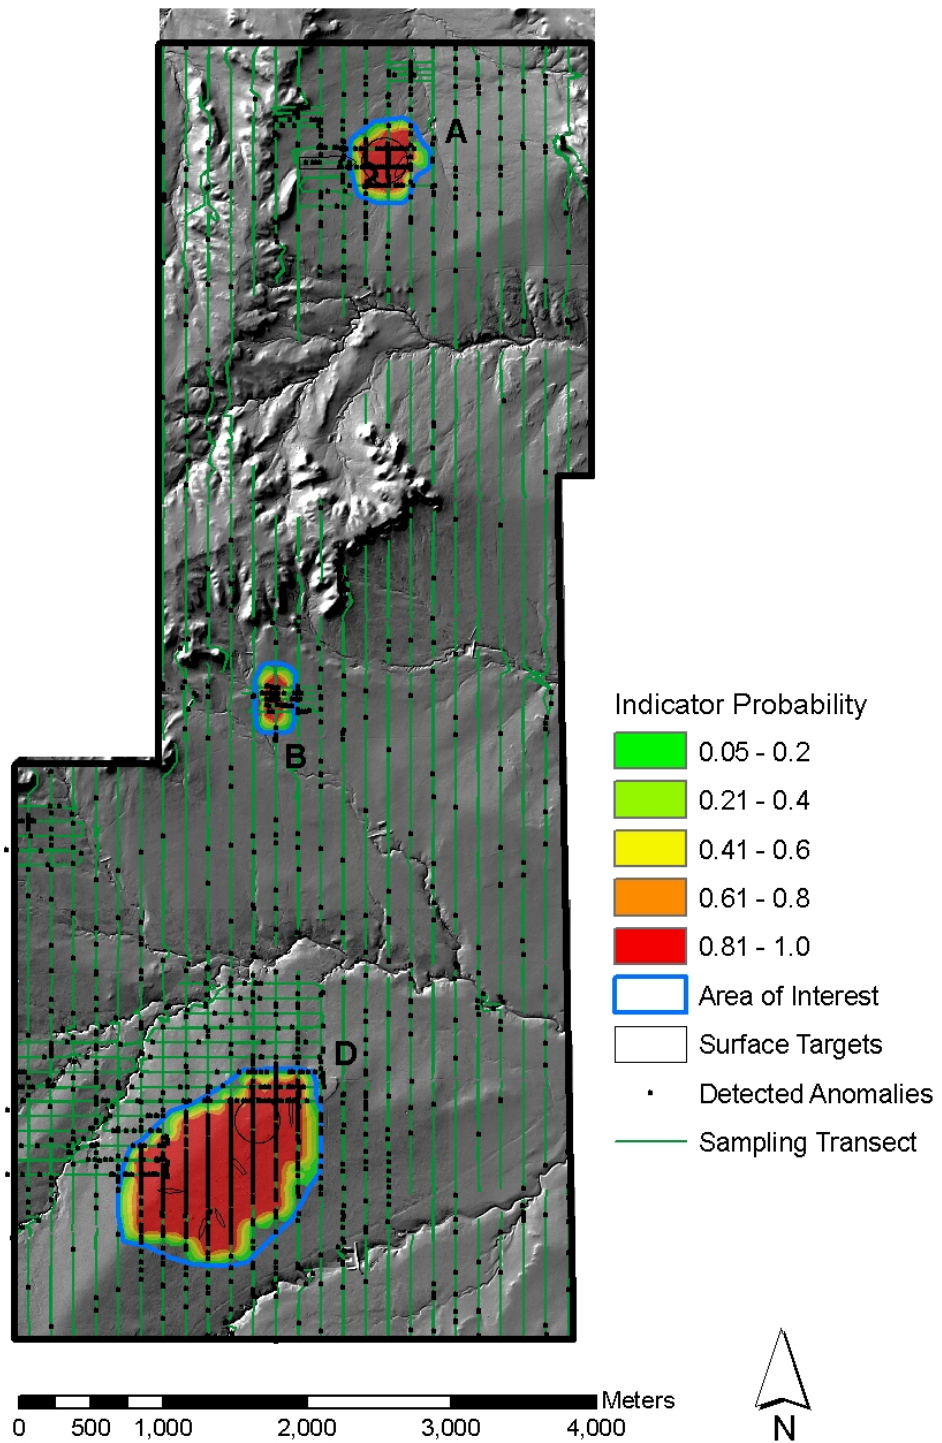 A
B
D
Indicator Probability
0.05 - 0.2
0.21 - 0.4
0.41 - 0.6
0.61 - 0.8
0.81 - 1.0
Area of Interest
Surface Targets
Detected Anomalies
Sampling Transect
Meters
0 500 1,000 2,000 3,000 4,000
N